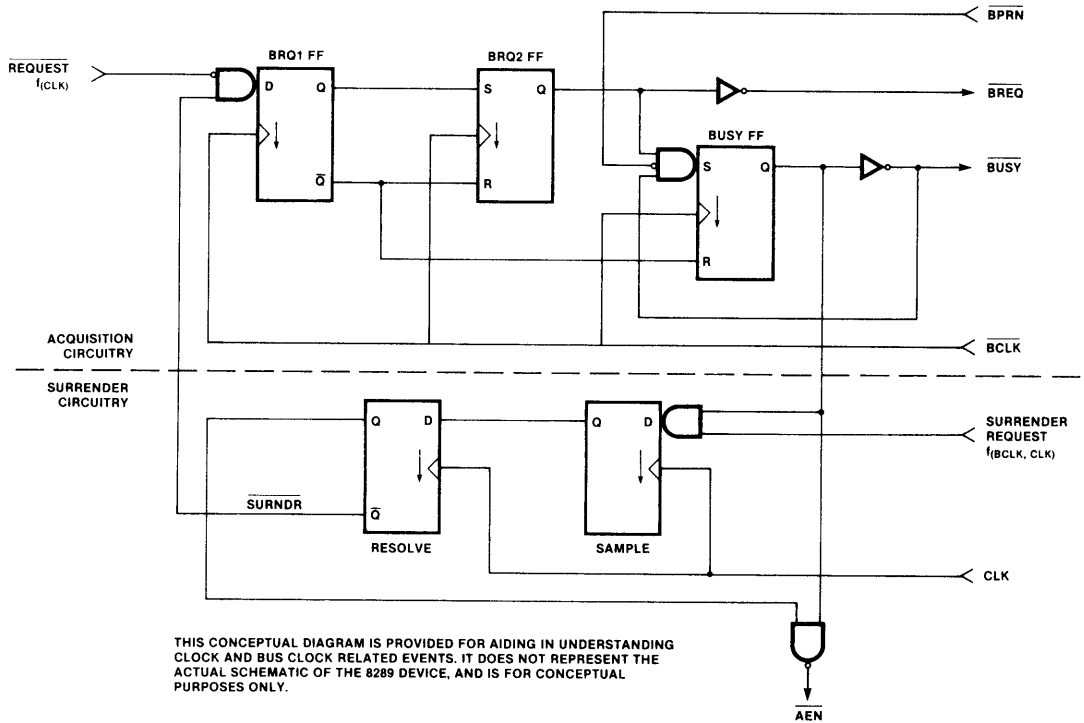 BPRN
REQUEST
f(CLK)
BRQ1 FF
BRQ2 FF
D Q
Q
S Q
R
BREQ
BUSY FF
S Q
R
BUSY
ACQUISITION
CIRCUITRY
BCLK
SURRENDER
CIRCUITRY
Q D
Q
RESOLVE
Q D
SAMPLE
SURRENDER
REQUEST
f(BCLK, CLK)
SURNDR
CLK
THIS CONCEPTUAL DIAGRAM IS PROVIDED FOR AIDING IN UNDERSTANDING
CLOCK AND BUS CLOCK RELATED EVENTS. IT DOES NOT REPRESENT THE
ACTUAL SCHEMATIC OF THE 8289 DEVICE, AND IS FOR CONCEPTUAL
PURPOSES ONLY.
AEN